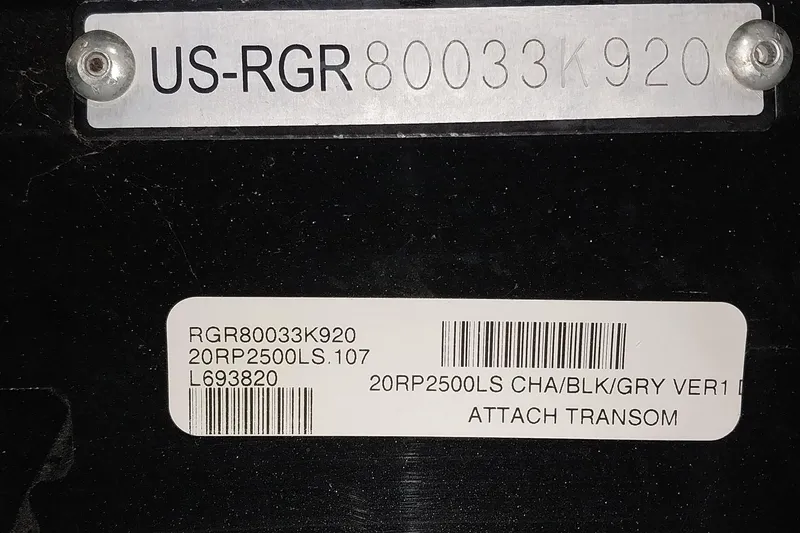 US-RGR80033K920
RGR80033K920
20RP2500LS.107
L693820
20RP2500LS CHA/BLK/GRY VER1
ATTACH TRANSOM